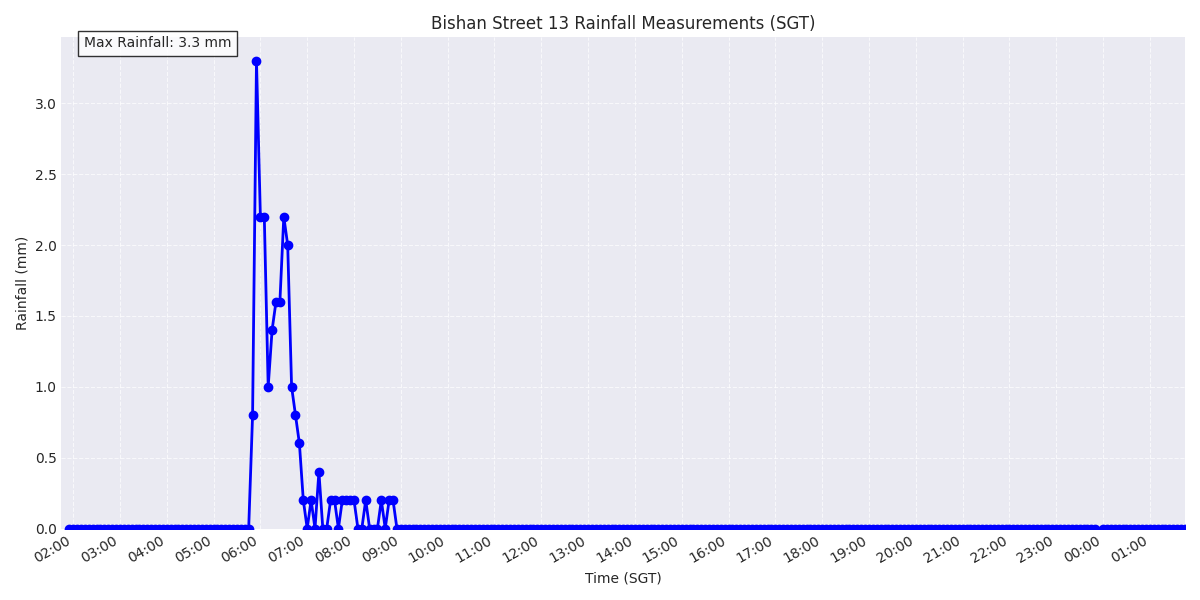 Bishan Street 13 Rainfall Measurements (SGT)
Max Rainfall: 3.3 mm
3.0
2.5
2.0
1.5
1.0
0.5
0.0
Rainfall (mm)
02:00 03:00 04:00 05:00 06:00 07:00 08:00 09:00 10:00 11:00 12:00 13:00 14:00 15:00 16:00 17:00 18:00 19:00 20:00 21:00 22:00 23:00 00:00 01:00
Time (SGT)